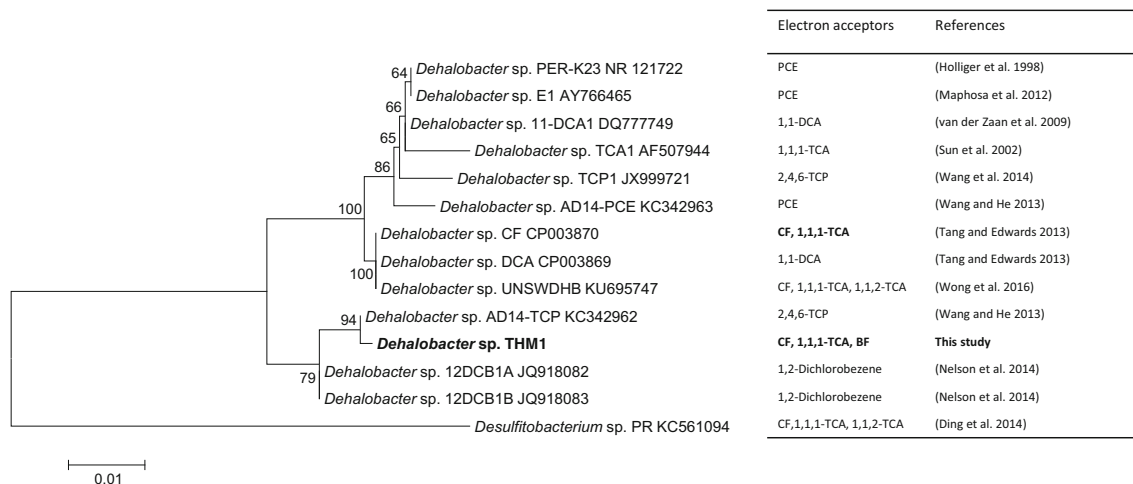 Electron acceptors References
64 Dehalobacter sp. PER-K23 NR 121722 PCE (Holliger et al. 1998)
Dehalobacter sp. E1 AY766465 PCE (Maphosa et al. 2012)
66 Dehalobacter sp. 11-DCA1 DQ777749 1,1-DCA (van der Zaan et al. 2009)
65 Dehalobacter sp. TCA1 AF507944 1,1,1-TCA (Sun et al. 2002)
86 Dehalobacter sp. TCP1 JX999721 2,4,6-TCP (Wang et al. 2014)
Dehalobacter sp. AD14-PCE KC342963 PCE (Wang and He 2013)
100 Dehalobacter sp. CF CP003870 CF, 1,1,1-TCA (Tang and Edwards 2013)
Dehalobacter sp. DCA CP003869 1,1-DCA (Tang and Edwards 2013)
100 Dehalobacter sp. UNSWDHB KU695747 CF, 1,1,1-TCA, 1,1,2-TCA (Wong et al. 2016)
94 Dehalobacter sp. AD14-TCP KC342962 2,4,6-TCP (Wang and He 2013)
Dehalobacter sp. THM1 CF, 1,1,1-TCA, BF This study
79 Dehalobacter sp. 12DCB1A JQ918082 1,2-Dichlorobezene (Nelson et al. 2014)
Dehalobacter sp. 12DCB1B JQ918083 1,2-Dichlorobezene (Nelson et al. 2014)
Desulfitobacterium sp. PR KC561094 CF,1,1,1-TCA, 1,1,2-TCA (Ding et al. 2014)
0.01